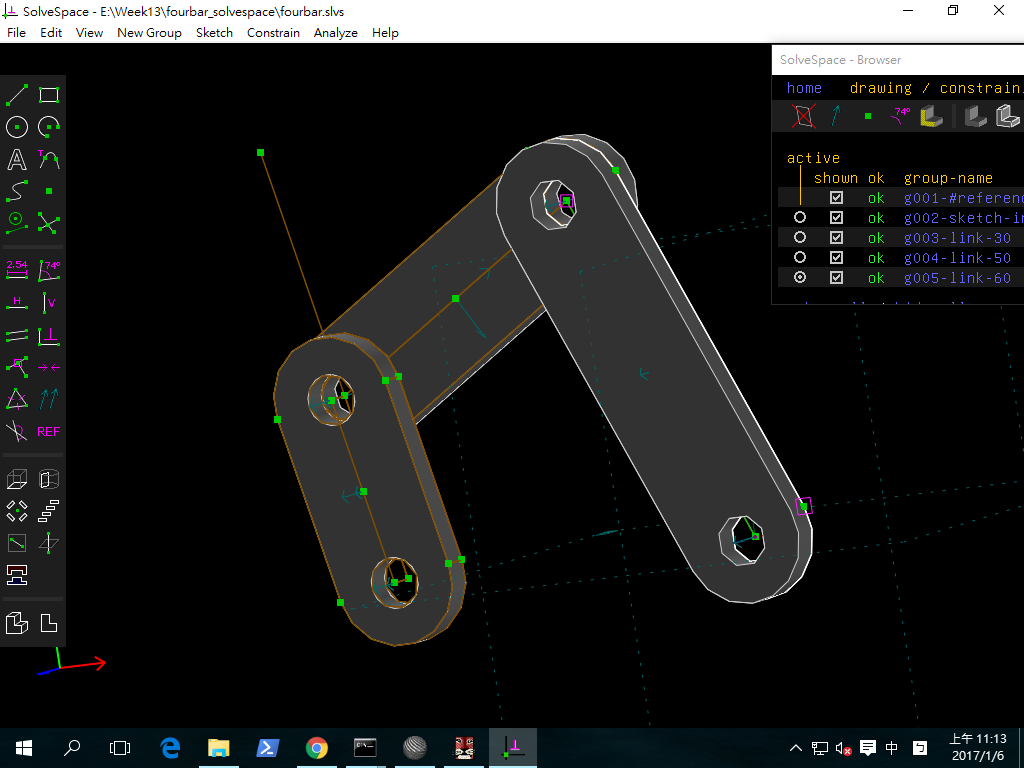 SolveSpace - E:\Week13\fourbar_solvespace\fourbar.slvs
File Edit View New Group Sketch Constrain Analyze Help
SolveSpace - Browser
home drawing / constrain.
74°
active
shown ok group-name
ok g001-#referenc
ok g002-sketch-in
ok g003-link-30
ok g004-link-50
ok g005-link-60
A T
2.54 74°
H V
REF
中
上午 11:13
2017/1/6